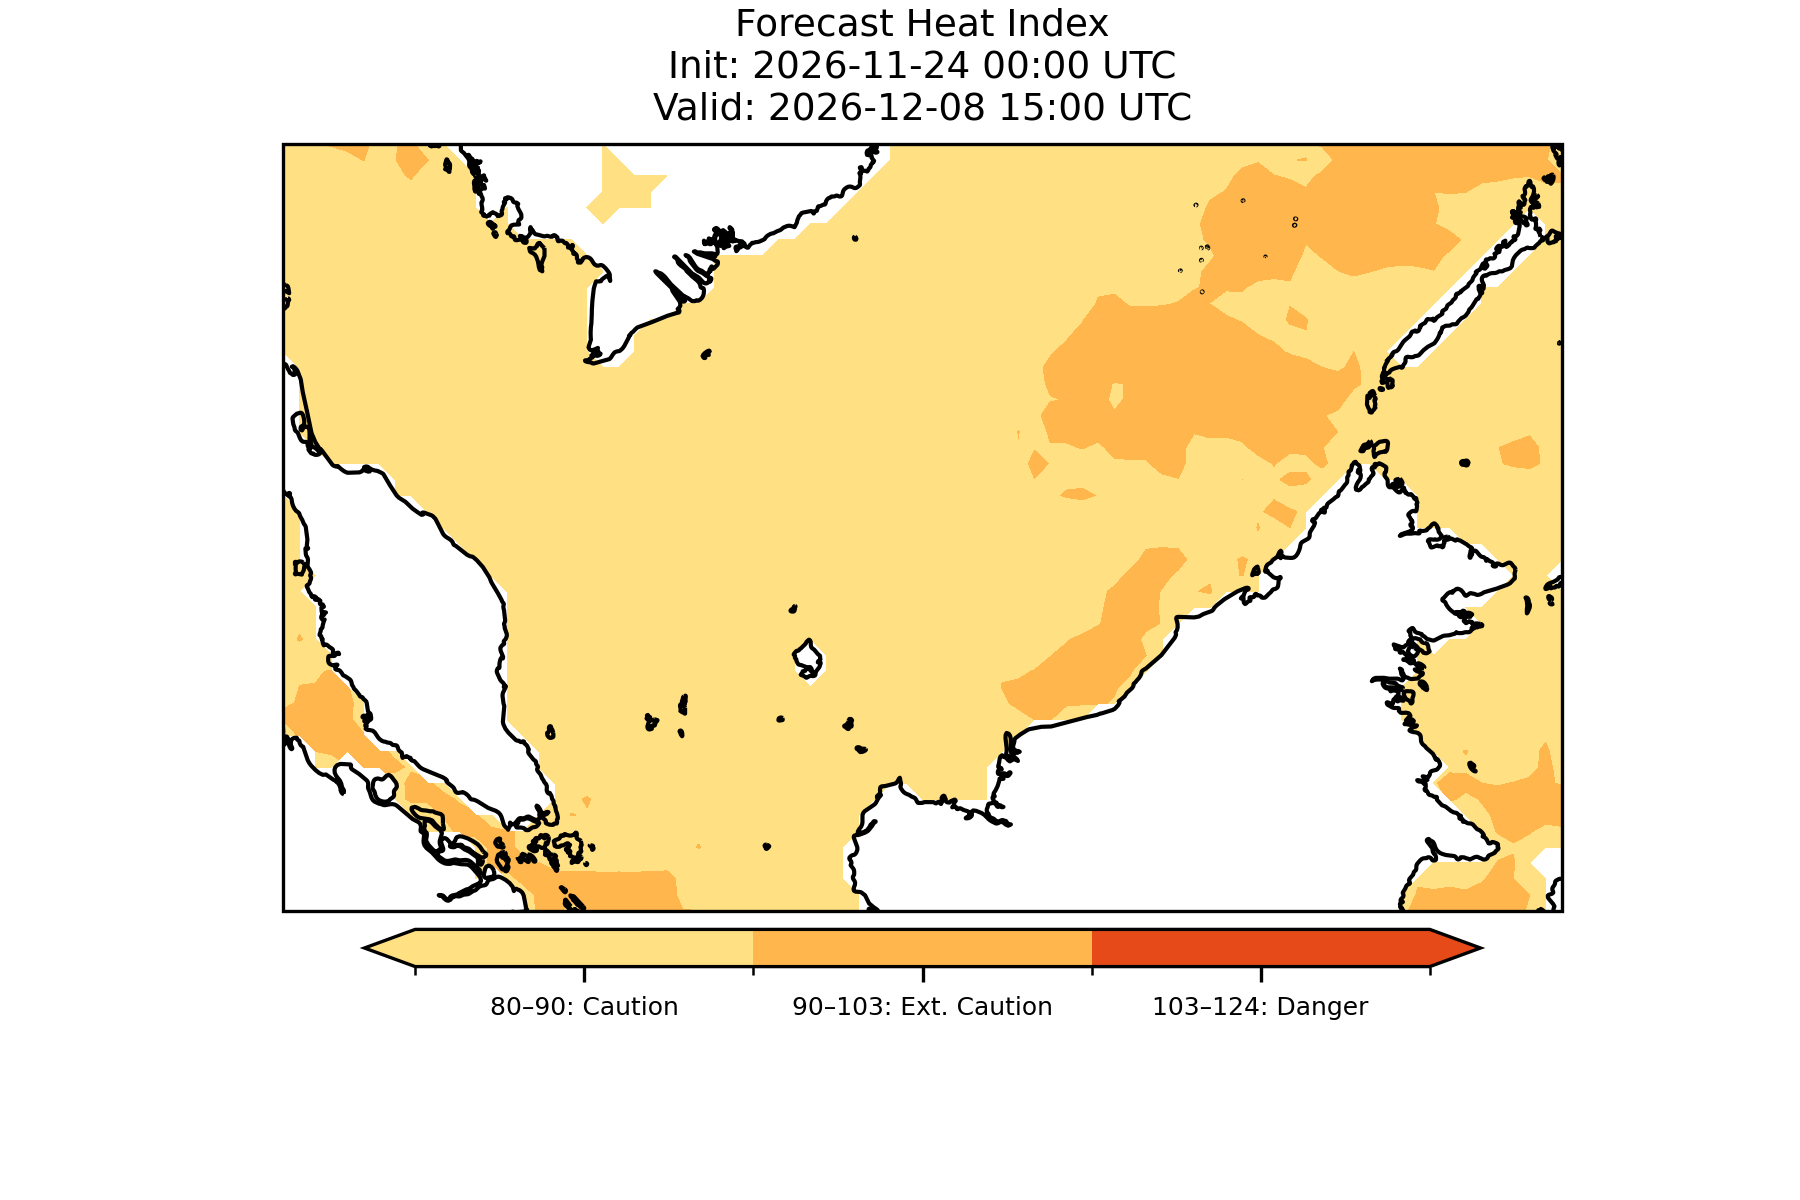 Forecast Heat Index
Init: 2026-11-24 00:00 UTC
Valid: 2026-12-08 15:00 UTC
80–90: Caution
90–103: Ext. Caution
103–124: Danger